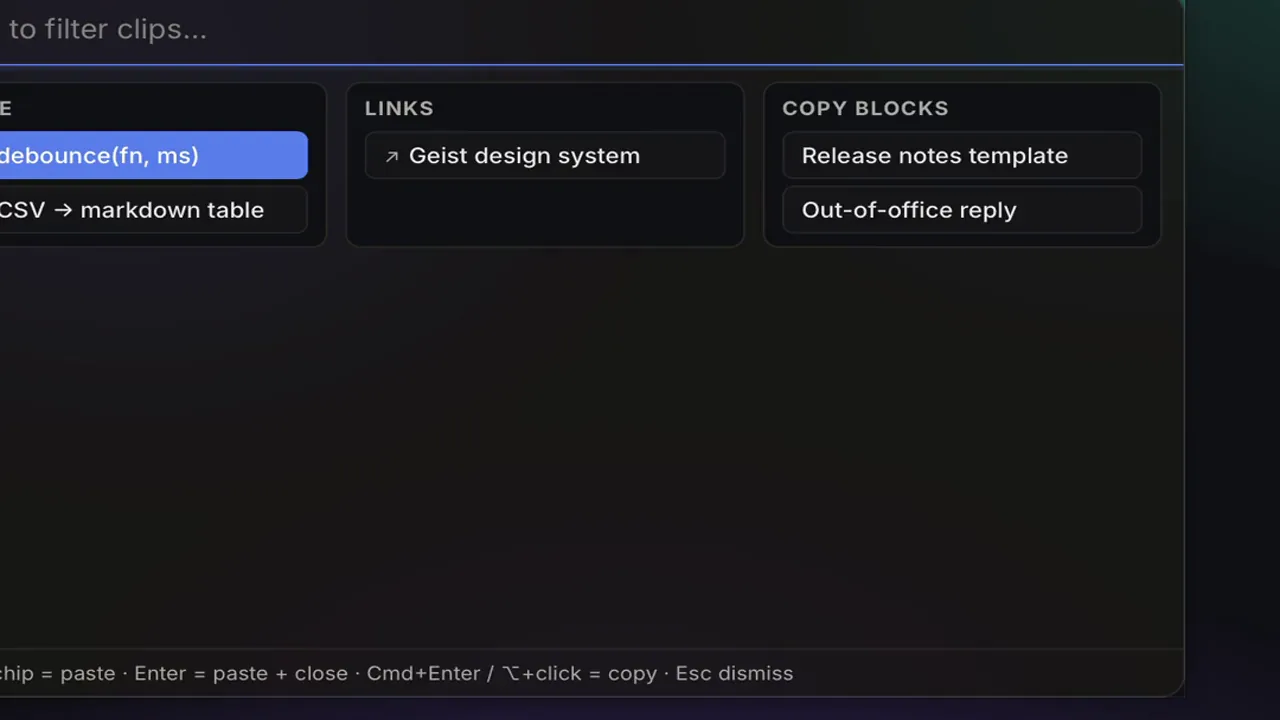 to filter clips...
E
debounce(fn, ms)
CSV → markdown table
LINKS
↗ Geist design system
COPY BLOCKS
Release notes template
Out-of-office reply
chip = paste · Enter = paste + close · Cmd+Enter / ⌥+click = copy · Esc dismiss